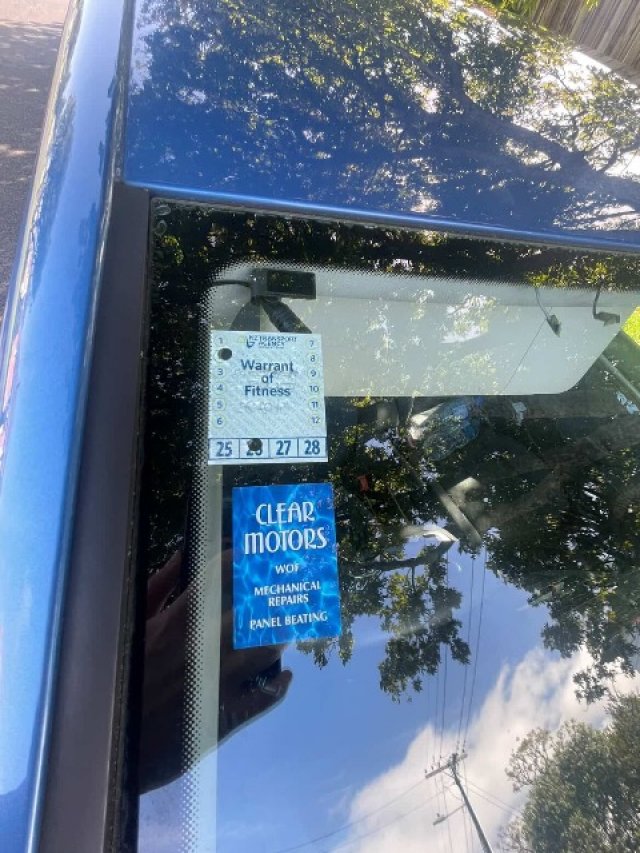 NZ TRANSPORT
AGENCY
1 7
8
3 9
4 10
5 11
6 12
Warrant
of
Fitness
25 27 28
CLEAR
MOTORS
WOF
MECHANICAL
REPAIRS
PANEL BEATING